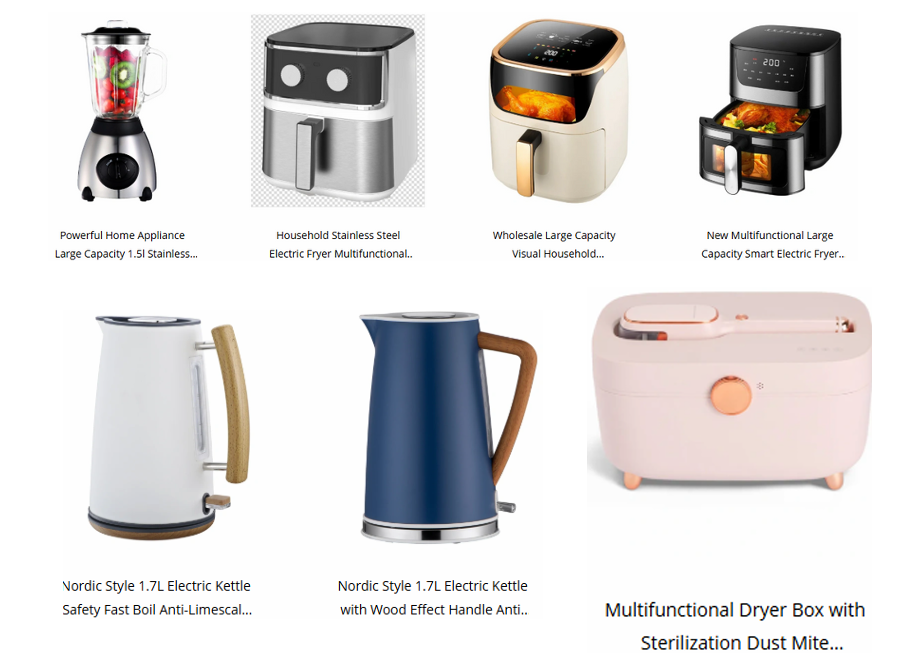 Powerful Home Appliance
Large Capacity 1.5l Stainless...
Household Stainless Steel
Electric Fryer Multifunctional..
Wholesale Large Capacity
Visual Household...
200
New Multifunctional Large
Capacity Smart Electric Fryer..
200
Nordic Style 1.7L Electric Kettle
Safety Fast Boil Anti-Limescal...
Nordic Style 1.7L Electric Kettle
with Wood Effect Handle Anti..
Multifunctional Dryer Box with
Sterilization Dust Mite...